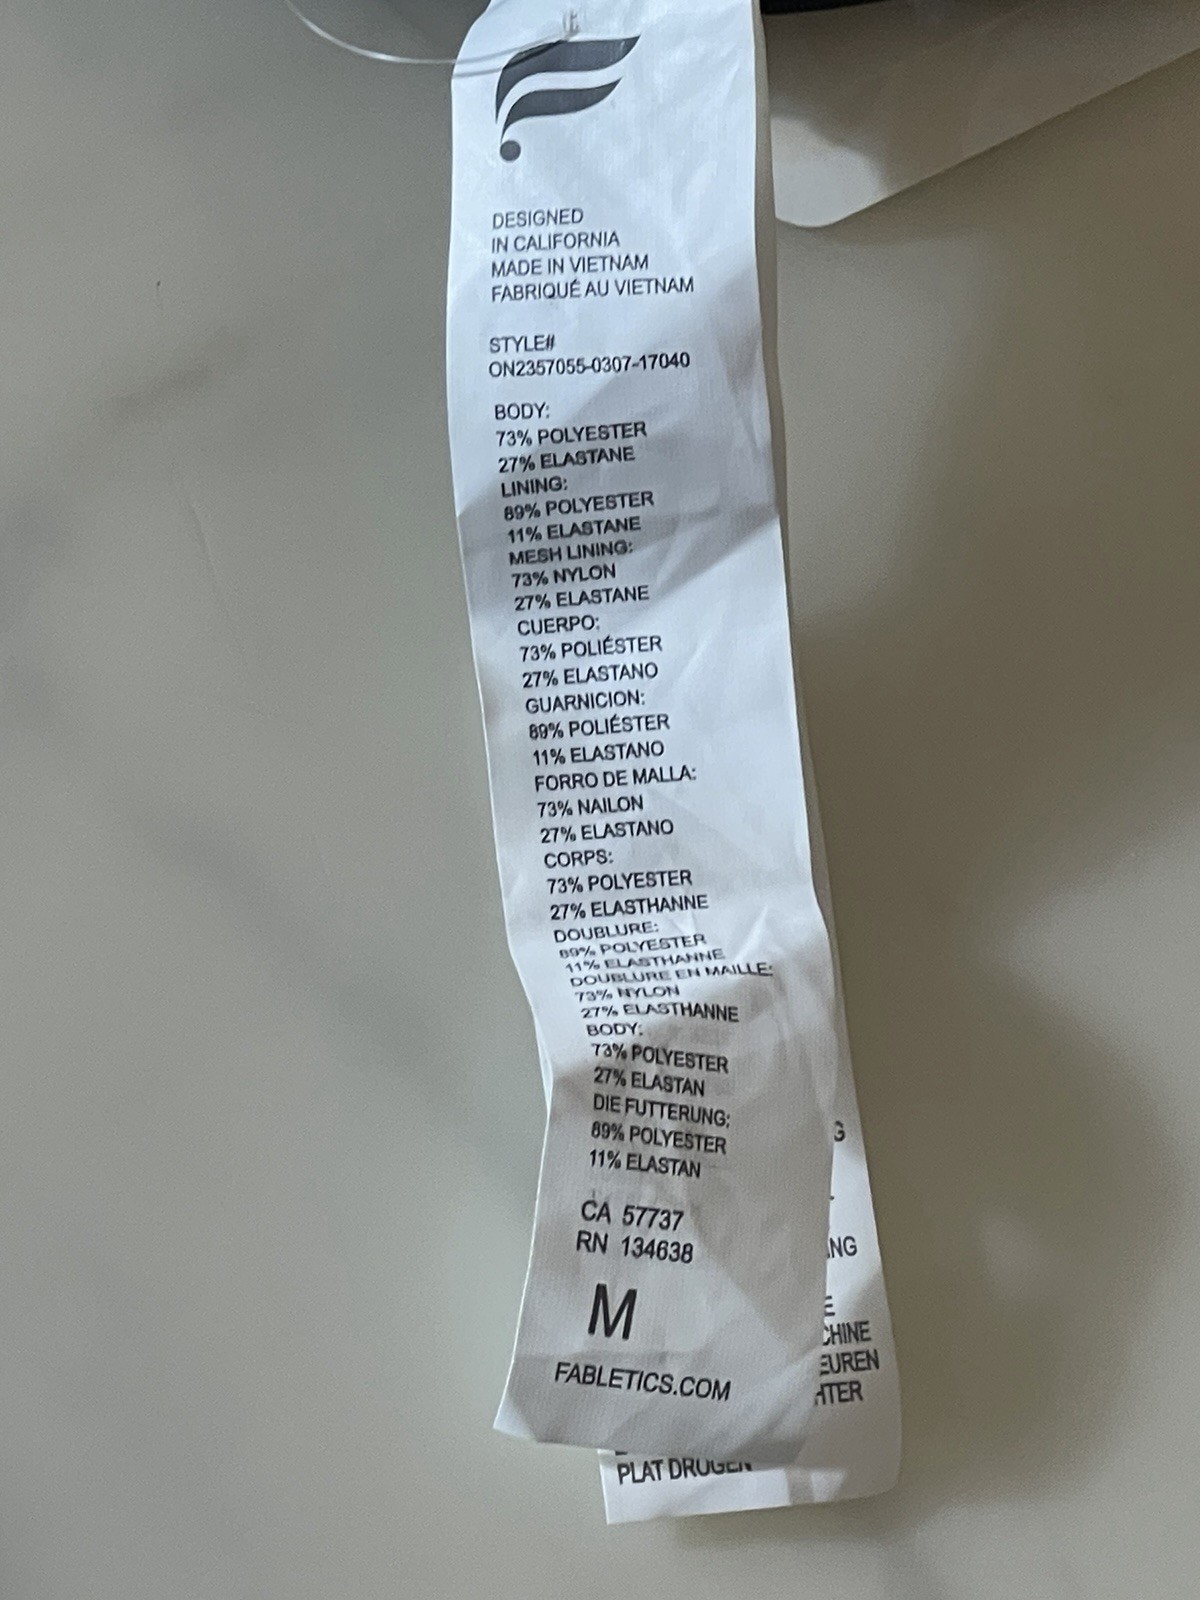 DESIGNED
IN CALIFORNIA
MADE IN VIETNAM
FABRIQUÉ AU VIETNAM
STYLE#
ON2357055-0307-17040
BODY:
73% POLYESTER
27% ELASTANE
LINING:
89% POLYESTER
11% ELASTANE
MESH LINING:
73% NYLON
27% ELASTANE
CUERPO:
73% POLIÉSTER
27% ELASTANO
GUARNICION:
89% POLIÉSTER
11% ELASTANO
FORRO DE MALLA:
73% NAILON
27% ELASTANO
CORPS:
73% POLYESTER
27% ELASTHANNE
DOUBLURE:
89% POLYESTER
11% ELASTHANNE
DOUBLURE EN MAILLE:
73% NYLON
27% ELASTHANNE
BODY:
73% POLYESTER
27% ELASTAN
DIE FUTTERUNG:
89% POLYESTER
11% ELASTAN
CA 57737
RN 134638
M
FABLETICS.COM
PLAT DROGEN